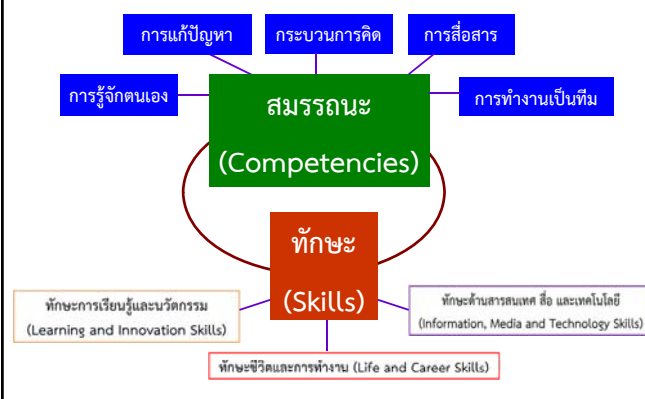 การแก้ปัญหา
กระบวนการคิด
การสื่อสาร
การรู้จักตนเอง
การทำงานเป็นทีม
สมรรถนะ
(Competencies)
ทักษะ
(Skills)
ทักษะการเรียนรู้และนวัตกรรม
(Learning and Innovation Skills)
ทักษะด้านสารสนเทศ สื่อ และเทคโนโลยี
(Information, Media and Technology Skills)
ทักษะชีวิตและการทำงาน (Life and Career Skills)